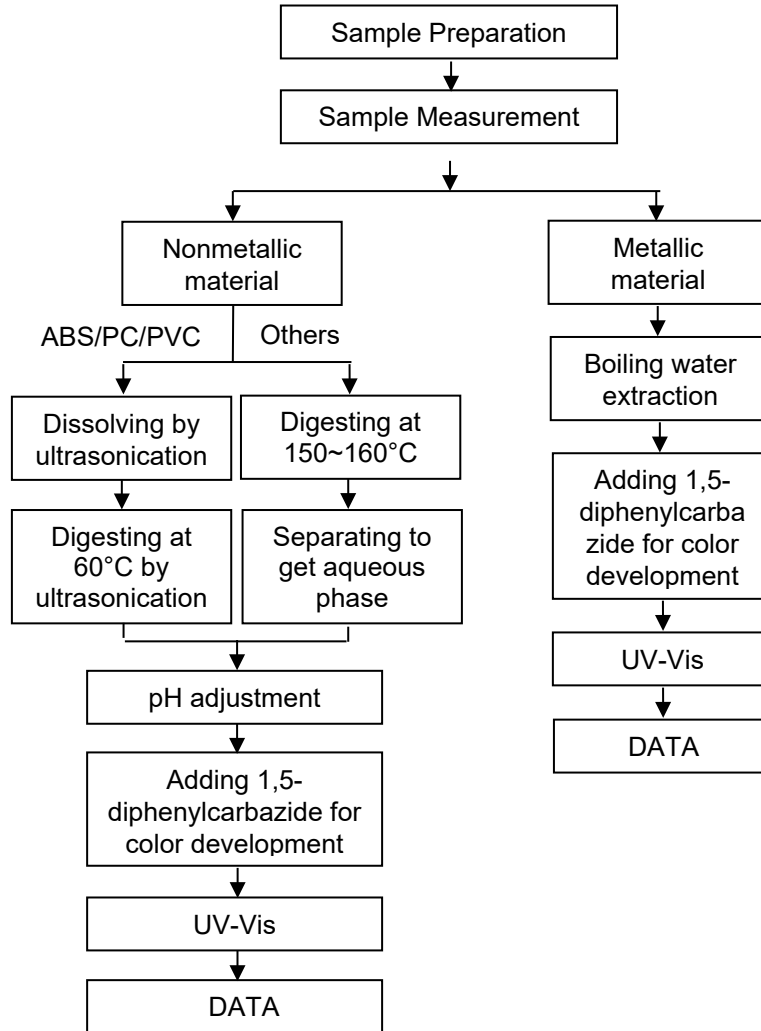 Sample Preparation
Sample Measurement
Nonmetallic
material
ABS/PC/PVC
Others
Dissolving by
ultrasonication
Digesting at
150~160°C
Digesting at
60°C by
ultrasonication
Separating to
get aqueous
phase
pH adjustment
Adding 1,5-
diphenylcarbazide for
color development
UV-Vis
DATA
Metallic
material
Boiling water
extraction
Adding 1,5-
diphenylcarba
zide for color
development
UV-Vis
DATA